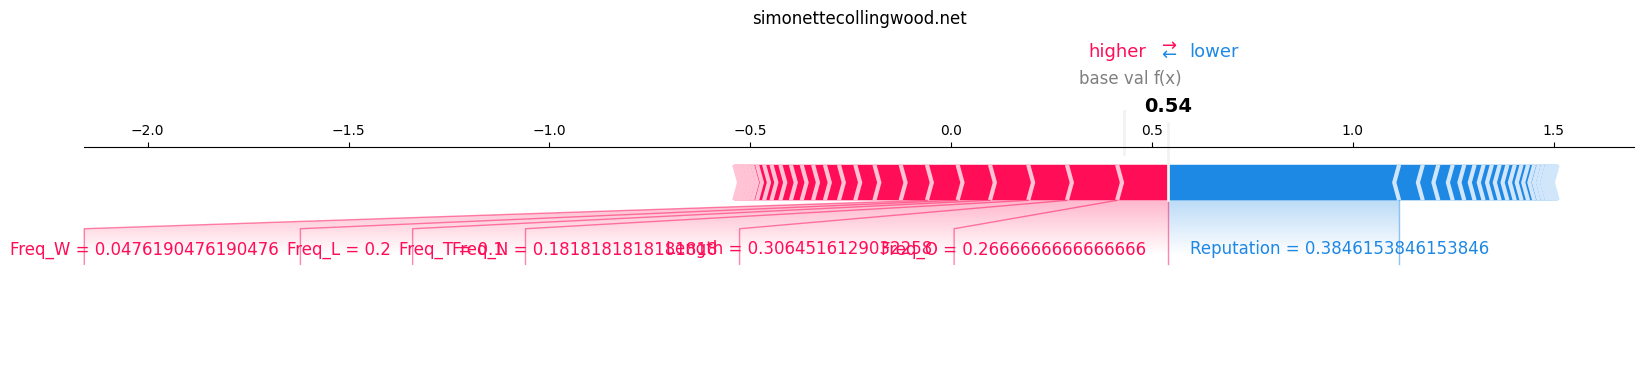 simonettecollingwood.net
higher ⇄ lower
base val f(x)
0.54
−2.0 −1.5 −1.0 −0.5 0.0 0.5 1.0 1.5
Freq_W = 0.0476190476190476 Freq_L = 0.2 Freq_T = 0.1 Freq_N = 0.1818181818181818 Length = 0.3064516129032258 Freq_O = 0.2666666666666666 Reputation = 0.3846153846153846